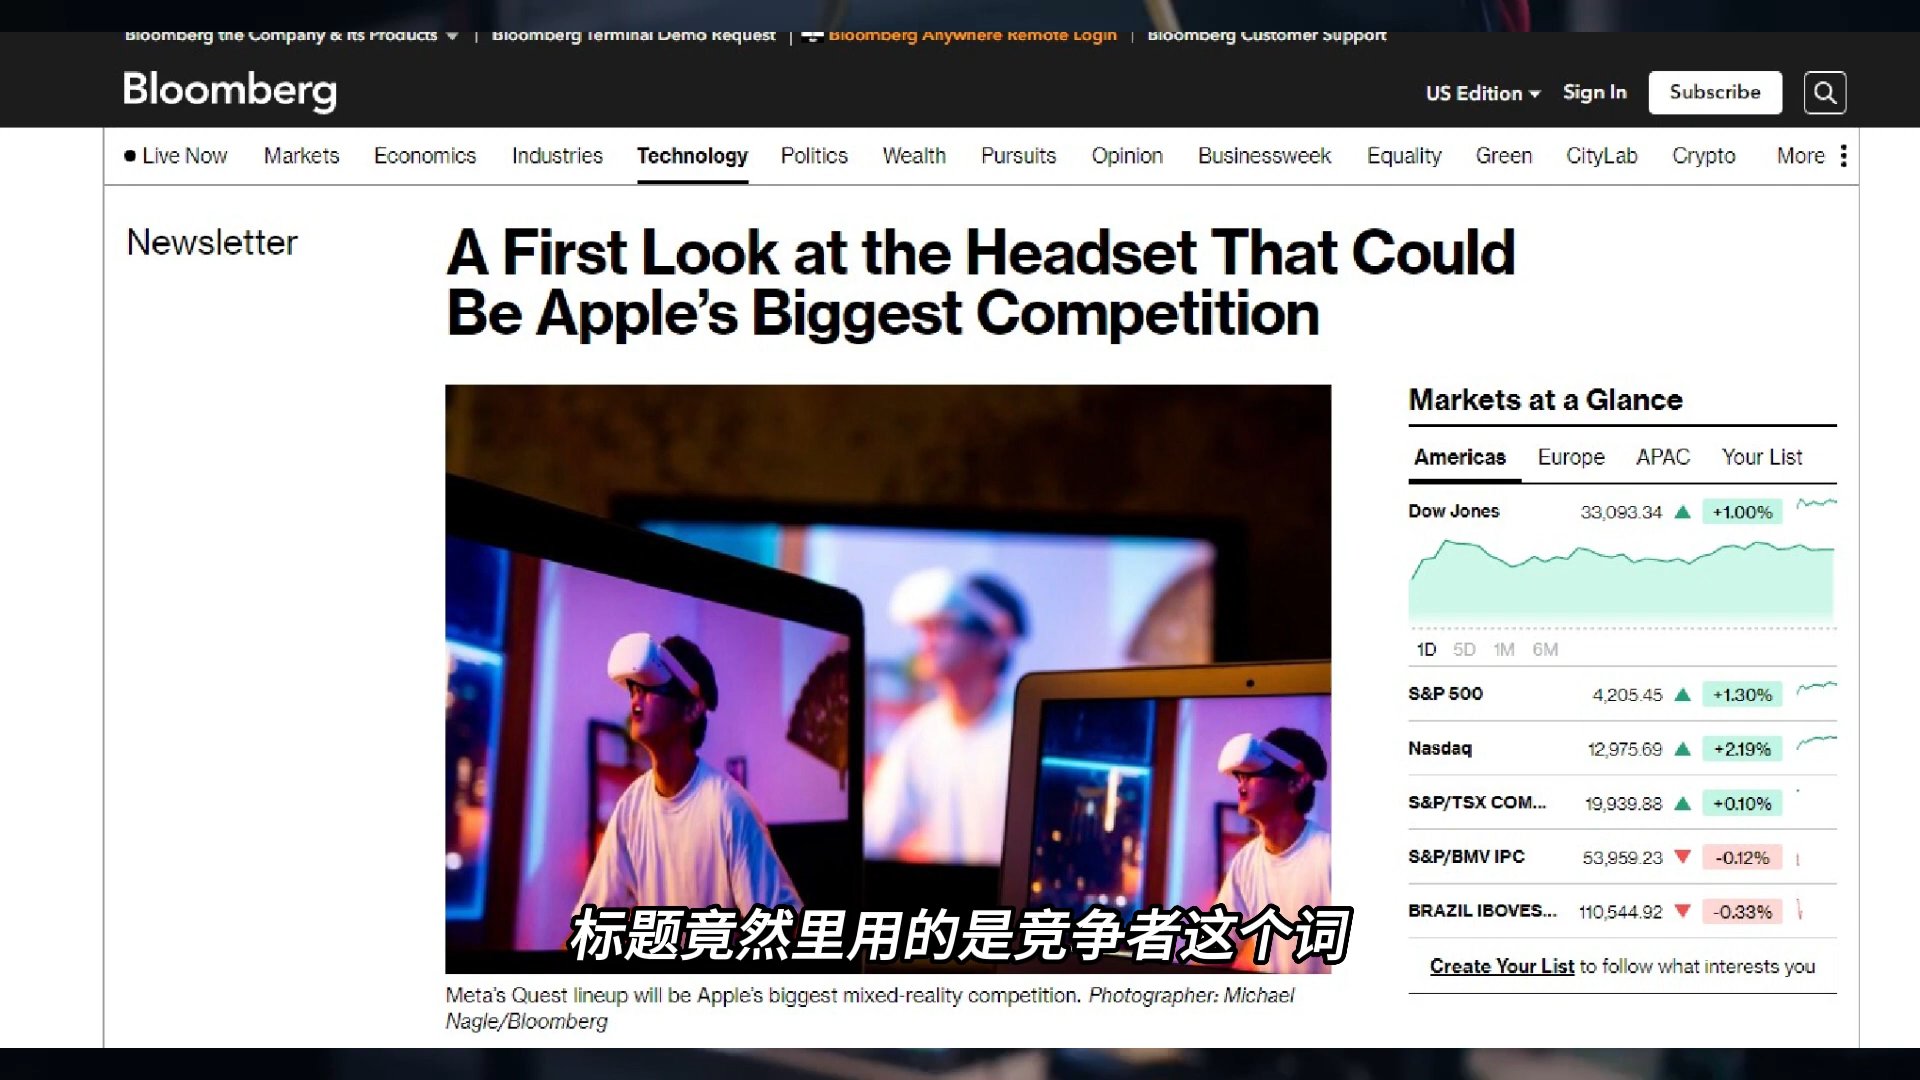 Bloomberg the Company & Its Products | Bloomberg Terminal Demo Request | Bloomberg Anywhere Remote Login | Bloomberg Customer Support
Bloomberg
US Edition Sign In Subscribe
Live Now Markets Economics Industries Technology Politics Wealth Pursuits Opinion Businessweek Equality Green CityLab Crypto More
Newsletter
A First Look at the Headset That Could
Be Apple’s Biggest Competition
标题竟然里用的是竞争者这个词
Meta’s Quest lineup will be Apple’s biggest mixed-reality competition. Photographer: Michael
Nagle/Bloomberg
Markets at a Glance
Americas Europe APAC Your List
Dow Jones 33,093.34 +1.00%
1D 5D 1M 6M
S&P 500 4,205.45 +1.30%
Nasdaq 12,975.69 +2.19%
S&P/TSX COM... 19,939.88 +0.10%
S&P/BMV IPC 53,959.23 -0.12%
BRAZIL IBOVES... 110,544.92 -0.33%
Create Your List to follow what interests you